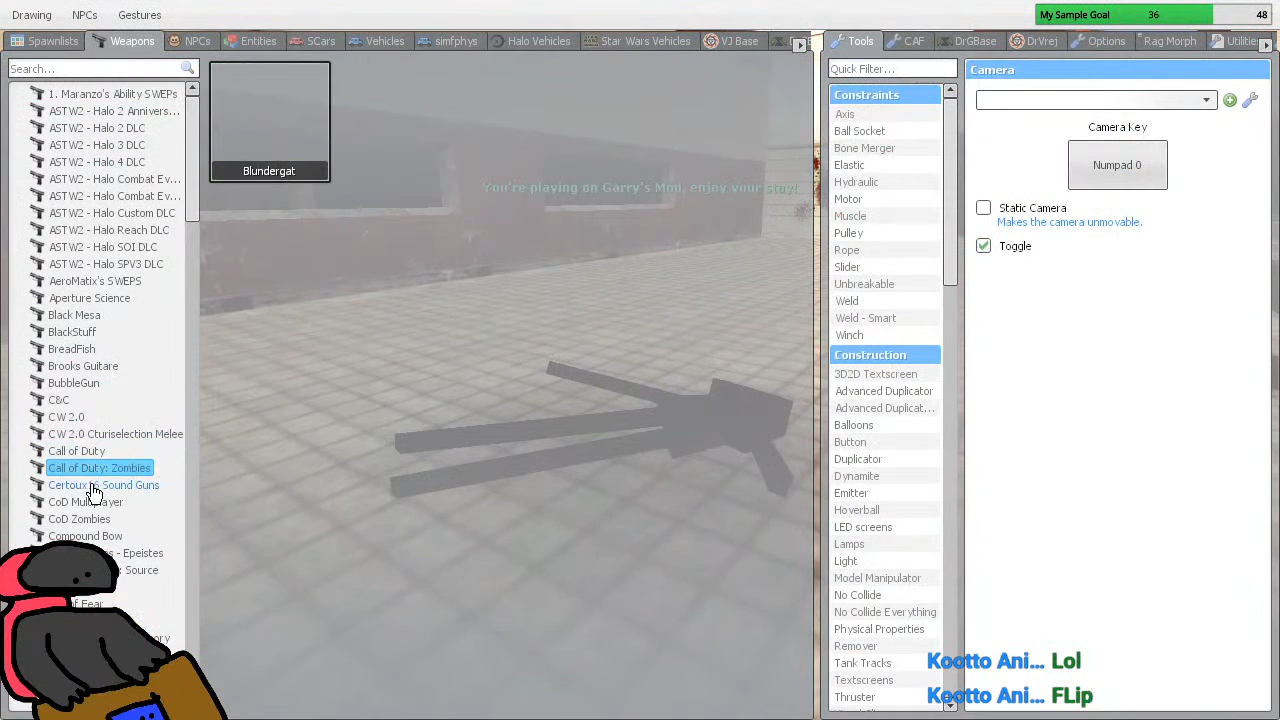 Drawing NPCs Gestures
My Sample Goal 36 48
Spawnlists Weapons NPCs Entities SCars Vehicles simfphys Halo Vehicles Star Wars Vehicles VJ Base
Tools CAF DrGBase DrVrej Options Rag Morph Utilitie
Search...
Blundergat
You're playing on Garry's Mod, enjoy your stay!
1. Maranzo's Ability SWEPs
ASTW2 - Halo 2 Annivers...
ASTW2 - Halo 2 DLC
ASTW2 - Halo 3 DLC
ASTW2 - Halo 4 DLC
ASTW2 - Halo Combat Ev...
ASTW2 - Halo Combat Ev...
ASTW2 - Halo Custom DLC
ASTW2 - Halo Reach DLC
ASTW2 - Halo SOI DLC
ASTW2 - Halo SPV3 DLC
AeroMatix's SWEPS
Aperture Science
Black Mesa
BlackStuff
BreadFish
Brooks Guitare
BubbleGun
C&C
CW 2.0
CW 2.0 Cturiselection Melee
Call of Duty
Call of Duty: Zombies
Sound Guns
CoD
CoD Zombies
Compound Bow
- Epeistes
Source
of Fear
Quick Filter...
Constraints
Axis
Ball Socket
Bone Merger
Elastic
Hydraulic
Motor
Muscle
Pulley
Rope
Slider
Unbreakable
Weld
Weld - Smart
Winch
Construction
3D2D Textscreen
Advanced Duplicator
Advanced Duplicat...
Balloons
Button
Duplicator
Dynamite
Emitter
Hoverball
LED screens
Lamps
Light
Model Manipulator
No Collide
No Collide Everything
Physical Properties
Remover
Tank Tracks
Textscreens
Thruster
Camera
Camera Key
Numpad 0
Static Camera
Makes the camera unmovable.
Toggle
Kootto Ani... Lol
Kootto Ani... FLip